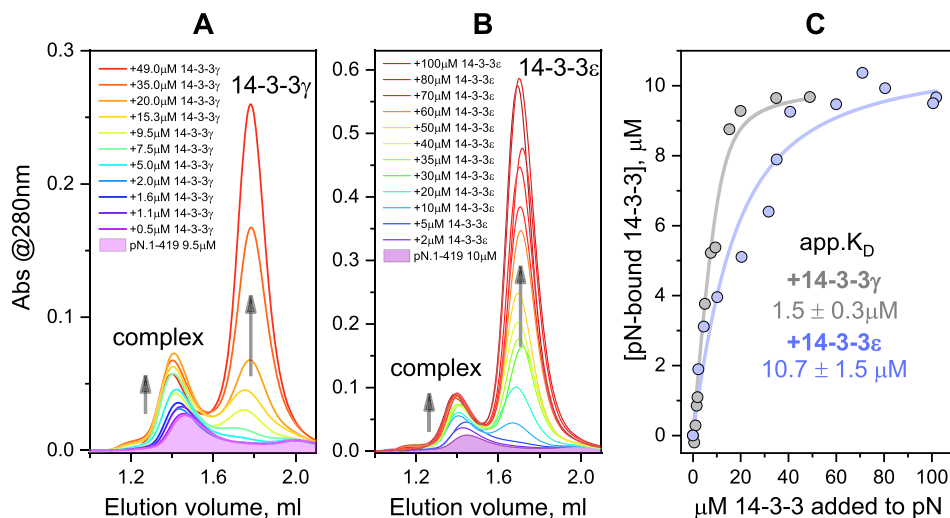 A
B
C
0.3
0.2
0.1
0.0
Abs @280nm
+49.0μM 14-3-3γ
+35.0μM 14-3-3γ
+20.0μM 14-3-3γ
+15.3μM 14-3-3γ
+9.5μM 14-3-3γ
+7.5μM 14-3-3γ
+5.0μM 14-3-3γ
+2.0μM 14-3-3γ
+1.6μM 14-3-3γ
+1.1μM 14-3-3γ
+0.5μM 14-3-3γ
pN.1-419 9.5μM
14-3-3γ
complex
1.2
1.6
2.0
Elution volume, ml
0.6
0.5
0.4
0.3
0.2
0.1
0.0
+100μM 14-3-3ε
+80μM 14-3-3ε
+70μM 14-3-3ε
+60μM 14-3-3ε
+50μM 14-3-3ε
+40μM 14-3-3ε
+35μM 14-3-3ε
+30μM 14-3-3ε
+20μM 14-3-3ε
+10μM 14-3-3ε
+5μM 14-3-3ε
+2μM 14-3-3ε
pN.1-419 10μM
14-3-3ε
complex
1.2
1.6
2.0
Elution volume, ml
[pN-bound 14-3-3], μM
10
8
6
4
2
0
app.K<sub>D</sub>
+14-3-3γ
1.5 ± 0.3μM
+14-3-3ε
10.7 ± 1.5 μM
0
20
40
60
80
100
μM 14-3-3 added to pN